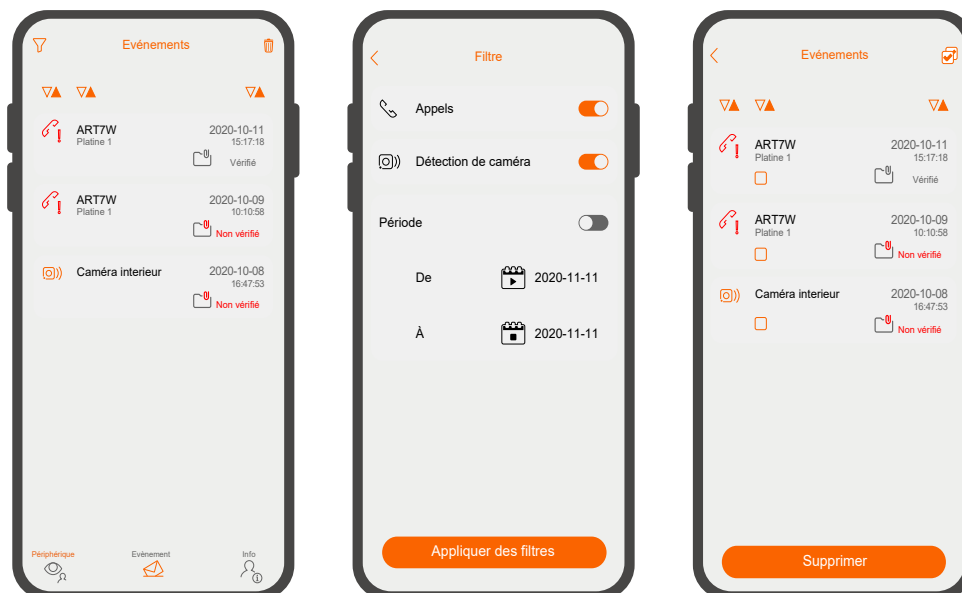 Evénements
ART7W
Platine 1
2020-10-11
15:17:18
Vérifié
ART7W
Platine 1
2020-10-09
10:10:58
Non vérifié
Caméra interieur
2020-10-08
16:47:53
Non vérifié
Périphérique
Evènement
Info
Filtre
Appels
Détection de caméra
Période
De
2020-11-11
À
2020-11-11
Appliquer des filtres
Evénements
ART7W
Platine 1
2020-10-11
15:17:18
Vérifié
ART7W
Platine 1
2020-10-09
10:10:58
Non vérifié
Caméra interieur
2020-10-08
16:47:53
Non vérifié
Supprimer